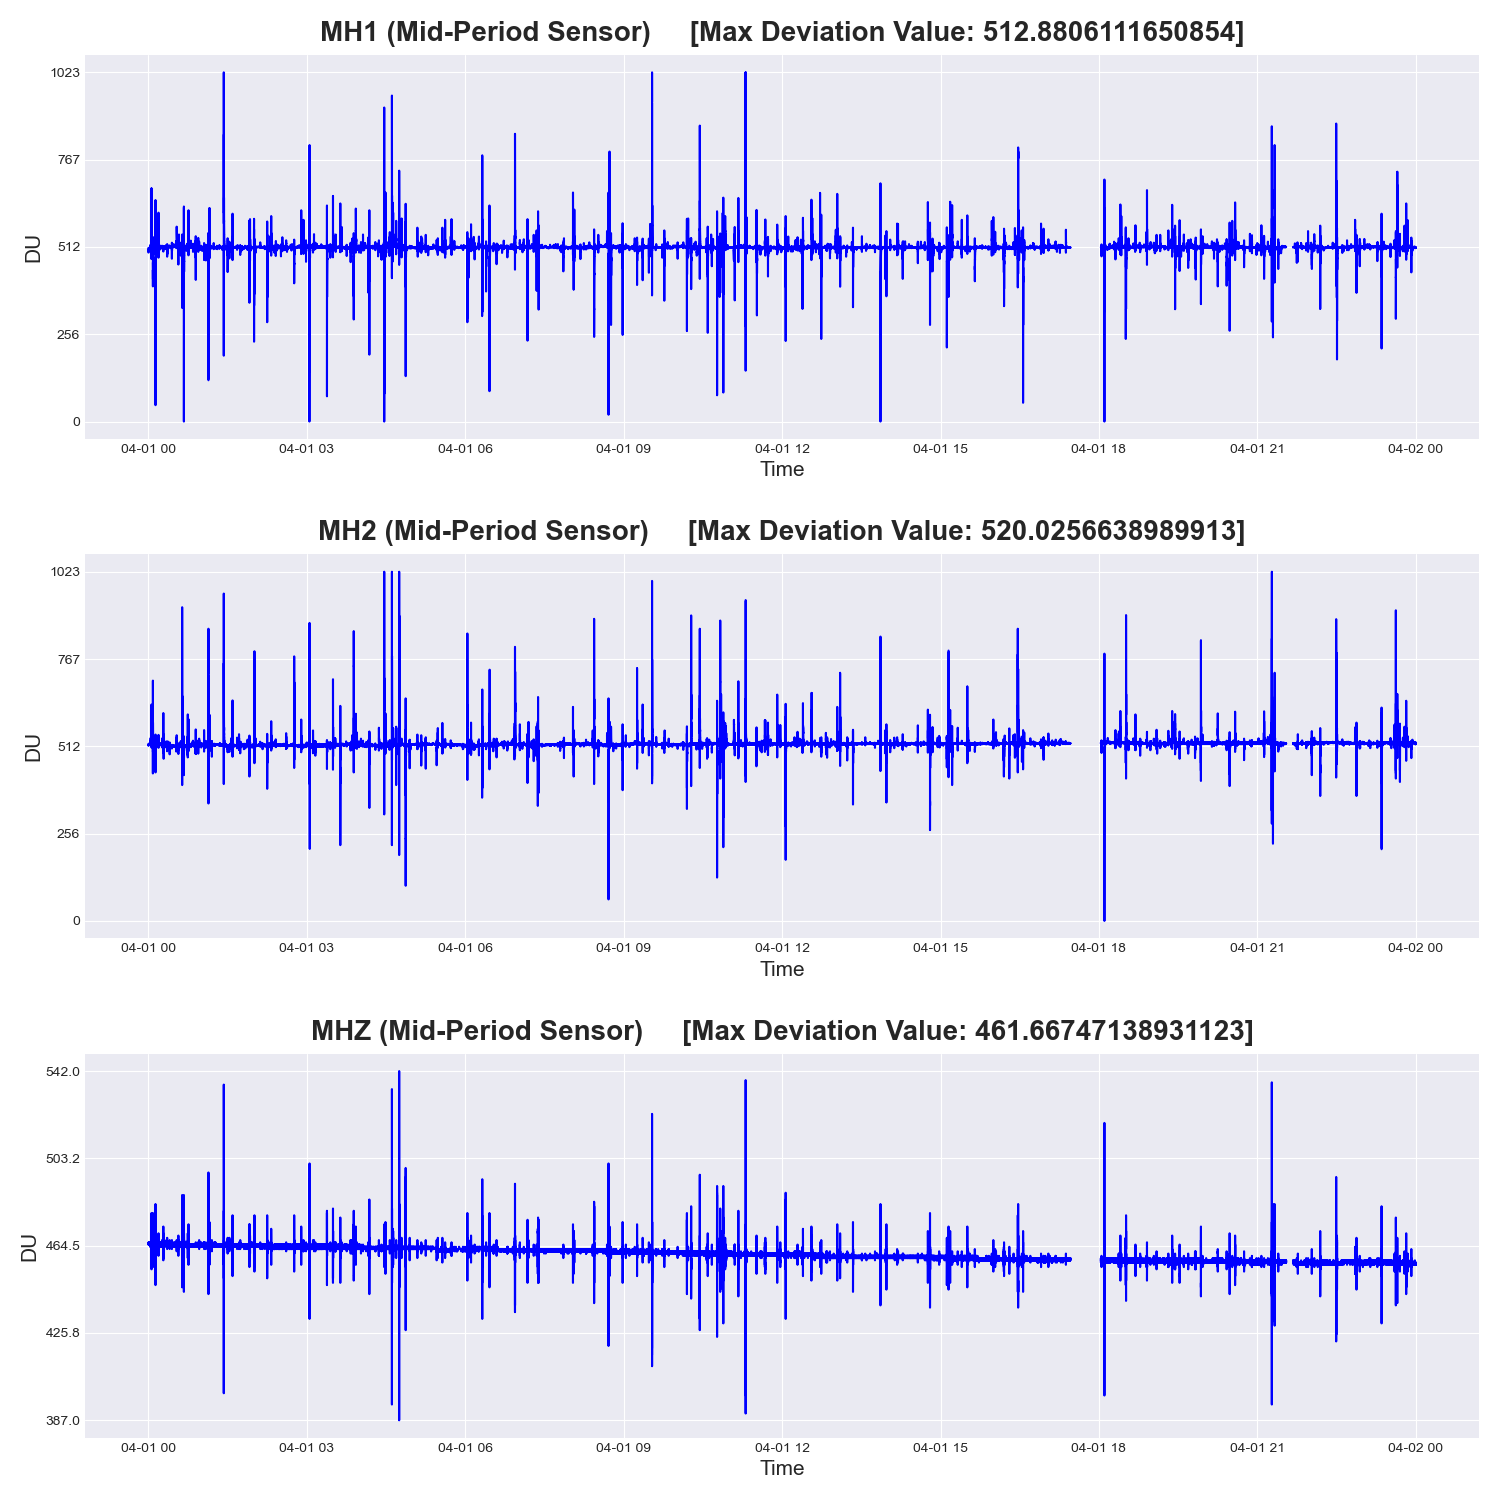 MH1 (Mid-Period Sensor) [Max Deviation Value: 512.8806111650854]
1023
767
512
256
0
DU
04-01 00 04-01 03 04-01 06 04-01 09 04-01 12 04-01 15 04-01 18 04-01 21 04-02 00
Time
MH2 (Mid-Period Sensor) [Max Deviation Value: 520.0256638989913]
1023
767
512
256
0
DU
04-01 00 04-01 03 04-01 06 04-01 09 04-01 12 04-01 15 04-01 18 04-01 21 04-02 00
Time
MHZ (Mid-Period Sensor) [Max Deviation Value: 461.66747138931123]
542.0
503.2
464.5
425.8
387.0
DU
04-01 00 04-01 03 04-01 06 04-01 09 04-01 12 04-01 15 04-01 18 04-01 21 04-02 00
Time